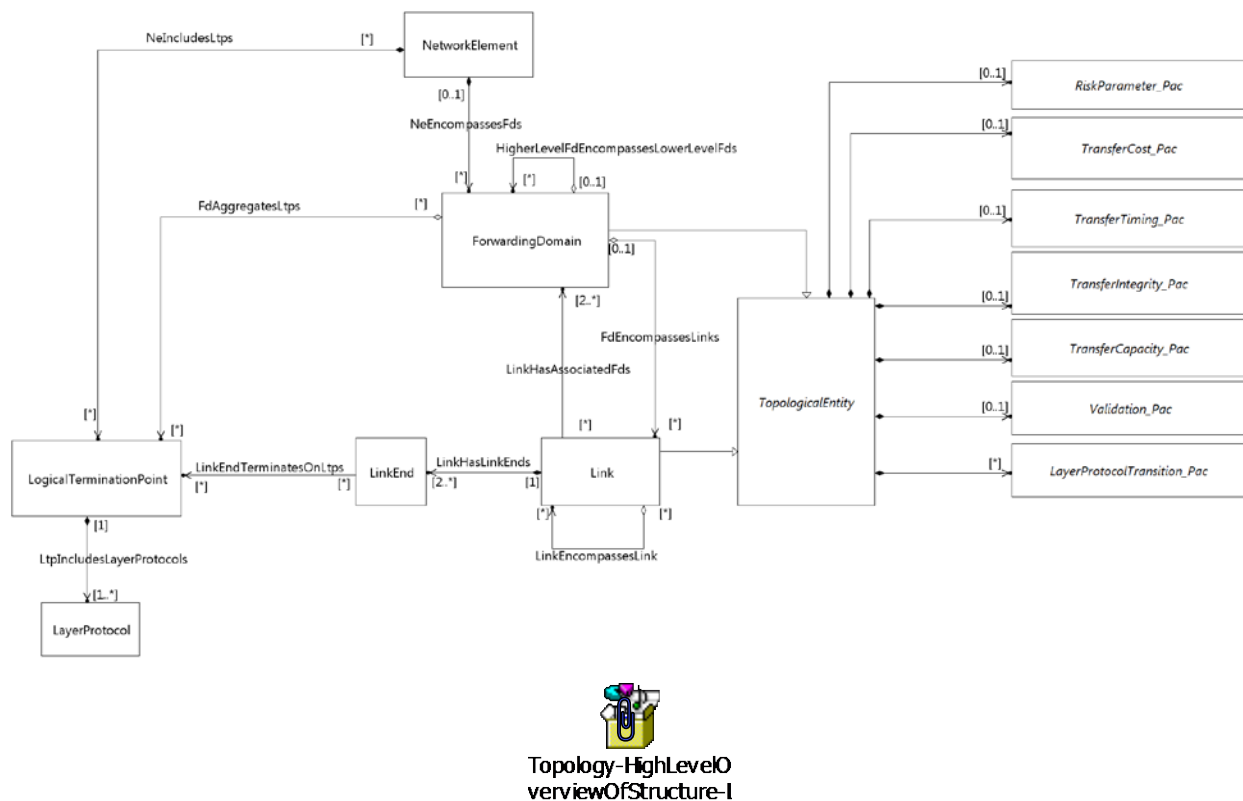 NeIncludesLtps
[*]
NetworkElement
[0..1]
NeEncompassesFds
HigherLevelFdEncompassesLowerLevelFds
[*]
[*]
[0..1]
FdAggregatesLtps
[*]
ForwardingDomain
[0..1]
[2..*]
FdEncompassesLinks
LinkHasAssociatedFds
[*]
[*]
[*]
[*]
LogicalTerminationPoint
LinkEndTerminatesOnLtps
[*]
[*]
LinkEnd
LinkHasLinkEnds
[2..*]
[1]
Link
[*]
[*]
LinkEncompassesLink
[1]
LtpIncludesLayerProtocols
[1..*]
LayerProtocol
TopologicalEntity
[0..1]
RiskParameter_Pac
[0..1]
TransferCost_Pac
[0..1]
TransferTiming_Pac
[0..1]
TransferIntegrity_Pac
[0..1]
TransferCapacity_Pac
[0..1]
Validation_Pac
[*]
LayerProtocolTransition_Pac
Topology-HighLevelO
verviewOfStructure-L